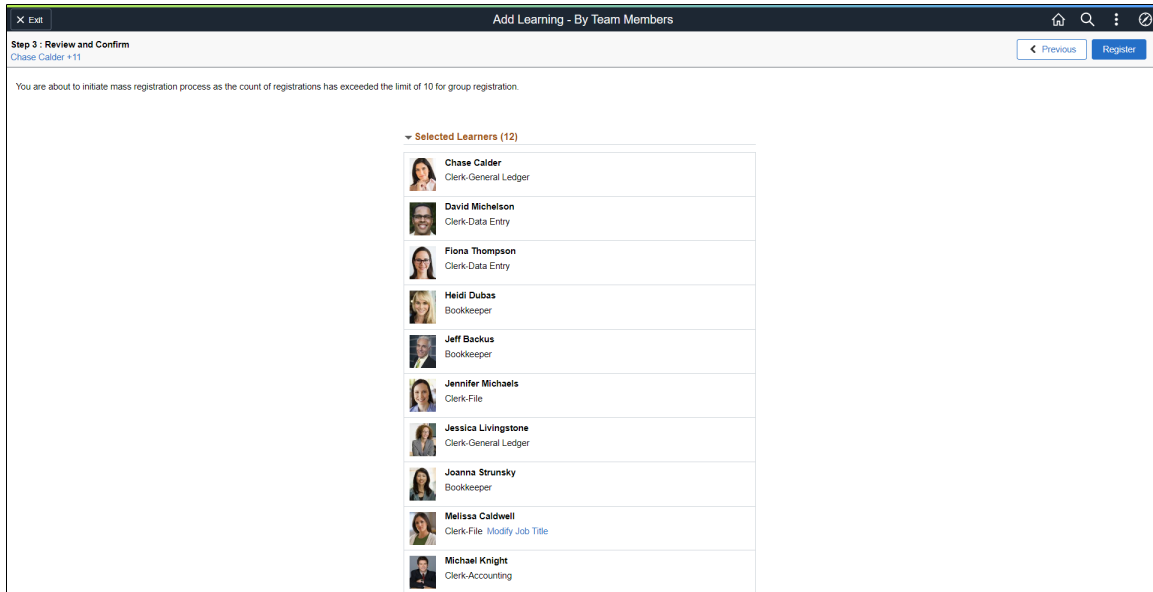 Exit
Add Learning - By Team Members
Step 3 : Review and Confirm
Chase Calder +11
Previous
Register
You are about to initiate mass registration process as the count of registrations has exceeded the limit of 10 for group registration.
Selected Learners (12)
Chase Calder
Clerk-General Ledger
David Michelson
Clerk-Data Entry
Fiona Thompson
Clerk-Data Entry
Heidi Dubas
Bookkeeper
Jeff Backus
Bookkeeper
Jennifer Michaels
Clerk-File
Jessica Livingstone
Clerk-General Ledger
Joanna Strunsky
Bookkeeper
Melissa Caldwell
Clerk-File Modify Job Title
Michael Knight
Clerk-Accounting